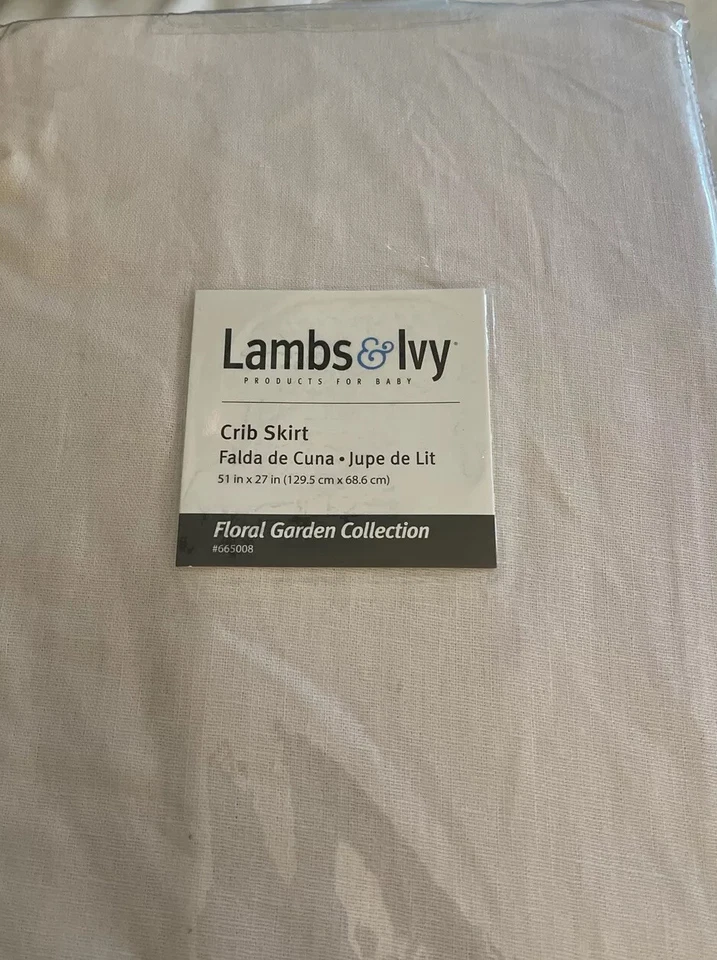 Lambs & Ivy®
PRODUCTS FOR BABY
Crib Skirt
Falda de Cuna • Jupe de Lit
51 in x 27 in (129.5 cm x 68.6 cm)
Floral Garden Collection
#665008